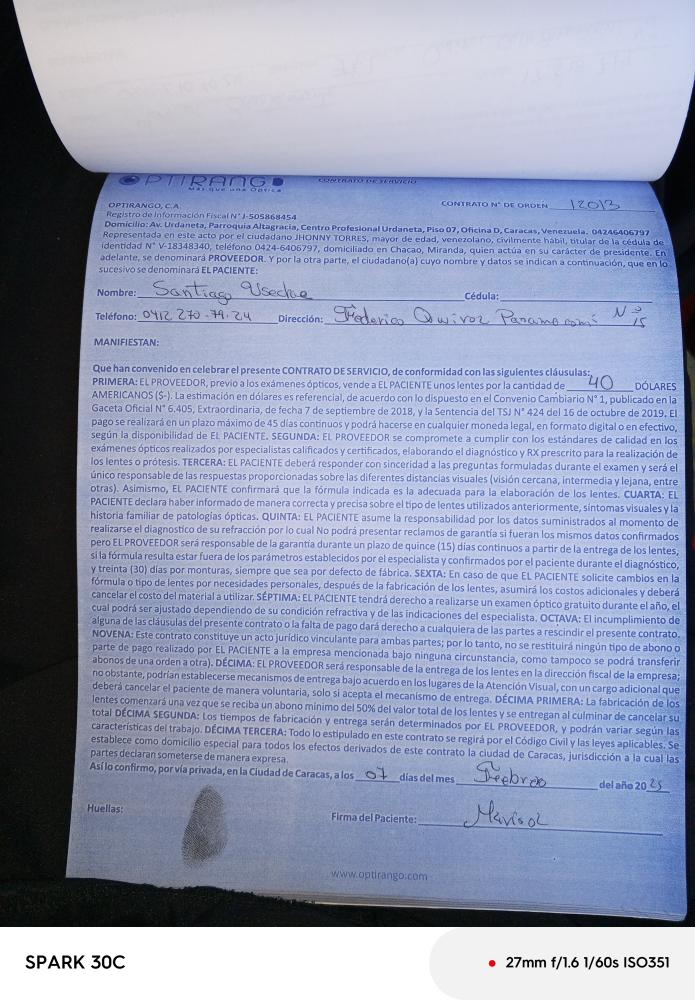 OPTIRANGO
Más que una Óptica
CONTRATO DE SERVICIO
OPTIRANGO, C.A.
CONTRATO N° DE ORDEN 12013
Registro de Información Fiscal N° J-505868454
Domicilio: Av. Urdaneta, Parroquia Altagracia, Centro Profesional Urdaneta, Piso 07, Oficina D, Caracas, Venezuela. 04246406797
Representada en este acto por el ciudadano JHONNY TORRES, mayor de edad, venezolano, civilmente hábil, titular de la cédula de
identidad N° V-18348340, teléfono 0424-6406797, domiciliado en Chacao, Miranda, quien actúa en su carácter de presidente. En
adelante, se denominará PROVEEDOR. Y por la otra parte, el ciudadano(a) cuyo nombre y datos se indican a continuación, que en lo
sucesivo se denominará EL PACIENTE:
Nombre: Santiago Cédula:
Teléfono: 0412 270-79.24 Dirección: Federico Quiroz N° 15
MANIFIESTAN:
Que han convenido en celebrar el presente CONTRATO DE SERVICIO, de conformidad con las siguientes cláusulas:
PRIMERA: EL PROVEEDOR, previo a los exámenes ópticos, vende a EL PACIENTE unos lentes por la cantidad de 40 DÓLARES
AMERICANOS ($-). La estimación en dólares es referencial, de acuerdo con lo dispuesto en el Convenio Cambiario N° 1, publicado en la
Gaceta Oficial N° 6.405, Extraordinaria, de fecha 7 de septiembre de 2018, y la Sentencia del TSJ N° 424 del 16 de octubre de 2019. El
pago se realizará en un plazo máximo de 45 días continuos y podrá hacerse en cualquier moneda legal, en formato digital o en efectivo,
según la disponibilidad de EL PACIENTE. SEGUNDA: EL PROVEEDOR se compromete a cumplir con los estándares de calidad en los
exámenes ópticos realizados por especialistas calificados y certificados, elaborando el diagnóstico y RX prescrito para la realización de
los lentes o prótesis. TERCERA: EL PACIENTE deberá responder con sinceridad a las preguntas formuladas durante el examen y será el
único responsable de las respuestas proporcionadas sobre las diferentes distancias visuales (visión cercana, intermedia y lejana, entre
otras). Asimismo, EL PACIENTE confirmará que la fórmula indicada es la adecuada para la elaboración de los lentes. CUARTA: EL
PACIENTE declara haber informado de manera correcta y precisa sobre el tipo de lentes utilizados anteriormente, síntomas visuales y la
historia familiar de patologías ópticas. QUINTA: EL PACIENTE asume la responsabilidad por los datos suministrados al momento de
realizarse el diagnostico de su refracción por lo cual No podrá presentar reclamos de garantía si fueran los mismos datos confirmados
pero EL PROVEEDOR será responsable de la garantía durante un plazo de quince (15) días continuos a partir de la entrega de los lentes,
si la fórmula resulta estar fuera de los parámetros establecidos por el especialista y confirmados por el paciente durante el diagnóstico,
y treinta (30) días por monturas, siempre que sea por defecto de fábrica. SEXTA: En caso de que EL PACIENTE solicite cambios en la
fórmula o tipo de lentes por necesidades personales, después de la fabricación de los lentes, asumirá los costos adicionales y deberá
cancelar el costo del material a utilizar. SÉPTIMA: EL PACIENTE tendrá derecho a realizarse un examen óptico gratuito durante el año, el
cual podrá ser ajustado dependiendo de su condición refractiva y de las indicaciones del especialista. OCTAVA: El incumplimiento de
alguna de las cláusulas del presente contrato o la falta de pago dará derecho a cualquiera de las partes a rescindir el presente contrato.
NOVENA: Este contrato constituye un acto jurídico vinculante para ambas partes; por lo tanto, no se restituirá ningún tipo de abono o
parte de pago realizado por EL PACIENTE a la empresa mencionada bajo ninguna circunstancia, como tampoco se podrá transferir
abonos de una orden a otra). DÉCIMA: EL PROVEEDOR será responsable de la entrega de los lentes en la dirección fiscal de la empresa;
no obstante, podrían establecerse mecanismos de entrega bajo acuerdo en los lugares de la Atención Visual, con un cargo adicional que
deberá cancelar el paciente de manera voluntaria, solo si acepta el mecanismo de entrega. DÉCIMA PRIMERA: La fabricación de los
lentes comenzará una vez que se reciba un abono mínimo del 50% del valor total de los lentes y se entregan al culminar de cancelar su
total DÉCIMA SEGUNDA: Los tiempos de fabricación y entrega serán determinados por EL PROVEEDOR, y podrán variar según las
características del trabajo. DÉCIMA TERCERA: Todo lo estipulado en este contrato se regirá por el Código Civil y las leyes aplicables. Se
establece como domicilio especial para todos los efectos derivados de este contrato la ciudad de Caracas, jurisdicción a la cual las
partes declaran someterse de manera expresa.
Así lo confirmo, por vía privada, en la Ciudad de Caracas, a los 07 días del mes Febrero del año 2025
Huellas:
Firma del Paciente: Marisol
www.optirango.com
SPARK 30C
27mm f/1.6 1/60s ISO351